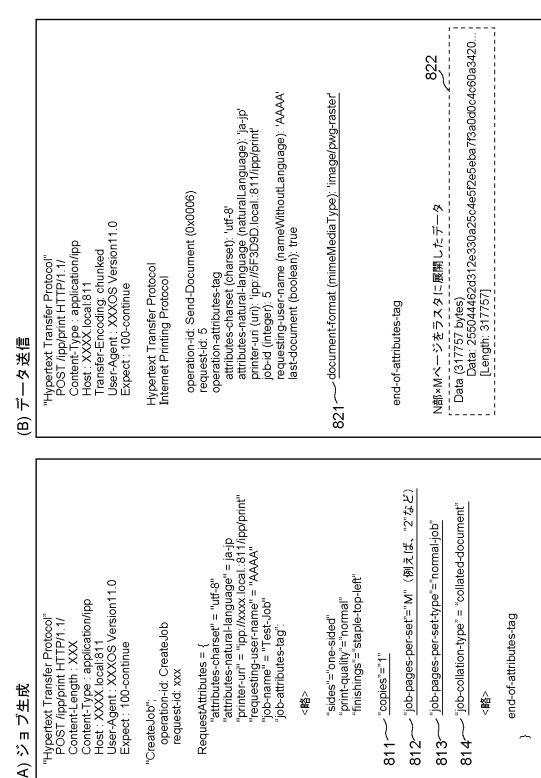 A) ジョブ生成
"Hypertext Transfer Protocol"
POST /ipp/print HTTP/1.1/
Content-Length : XXX
Content-Type : application/ipp
Host : XXXX.local:811
User-Agent : XXXOS Version11.0
Expect : 100-continue
"CreateJob";
operation-id: CreateJob
request-id: xxx
RequestAttributes = {
"attributes-charset" = "utf-8"
"attributes-natural-language" = ja-jp
"printer-uri" = "ipp://xxxx.local.:811/ipp/print"
"requesting-user-name" = "AAAA"
"job-name" = "Test-Job"
"job-attributes-tag":
<略>
"sides"="one-sided"
"print-quality"="normal"
"finishings"="staple-top-left"
811 "copies"="1"
812 "job-pages-per-set"="M" (例えば、"2"など)
813 "job-pages-per-set-type"="normal-job"
814 "job-collation-type" = "collated-document"
<略>
end-of-attributes-tag
}
(B) データ送信
"Hypertext Transfer Protocol"
POST /ipp/print HTTP/1.1/
Content-Type : application/ipp
Host : XXXX.local:811
Transfer-Encoding: chunked
User-Agent : XXXOS Version11.0
Expect : 100-continue
Hypertext Transfer Protocol
Internet Printing Protocol
operation-id: Send-Document (0x0006)
request-id: 5
operation-attributes-tag
attributes-charset (charset): 'utf-8'
attributes-natural-language (naturalLanguage): 'ja-jp'
printer-uri (uri): 'ipp://5F3D9D.local.:811/ipp/print'
job-id (integer): 5
requesting-user-name (nameWithoutLanguage): 'AAAA'
last-document (boolean): true
821 document-format (mimeMediaType): 'image/pwg-raster'
end-of-attributes-tag
N部×Mページをラスタに展開したデータ
822
Data (317757 bytes)
Data: 255044462d312e330a25c4e5f2e5eba7f3a0d0c4c60a3420...
[Length: 317757]